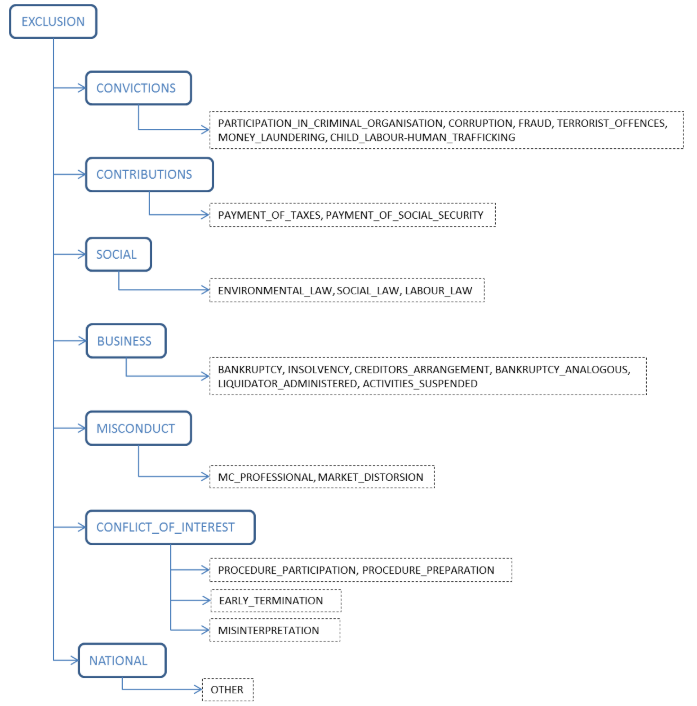 EXCLUSION
CONVICTIONS
PARTICIPATION_IN_CRIMINAL_ORGANISATION, CORRUPTION, FRAUD, TERRORIST_OFFENCES,
MONEY_LAUNDERING, CHILD_LABOUR-HUMAN_TRAFFICKING
CONTRIBUTIONS
PAYMENT_OF_TAXES, PAYMENT_OF_SOCIAL_SECURITY
SOCIAL
ENVIRONMENTAL_LAW, SOCIAL_LAW, LABOUR_LAW
BUSINESS
BANKRUPTCY, INSOLVENCY, CREDITORS_ARRANGEMENT, BANKRUPTCY_ANALOGOUS,
LIQUIDATOR_ADMINISTERED, ACTIVITIES_SUSPENDED
MISCONDUCT
MC_PROFESSIONAL, MARKET_DISTORSION
CONFLICT_OF_INTEREST
PROCEDURE_PARTICIPATION, PROCEDURE_PREPARATION
EARLY_TERMINATION
MISINTERPRETATION
NATIONAL
OTHER